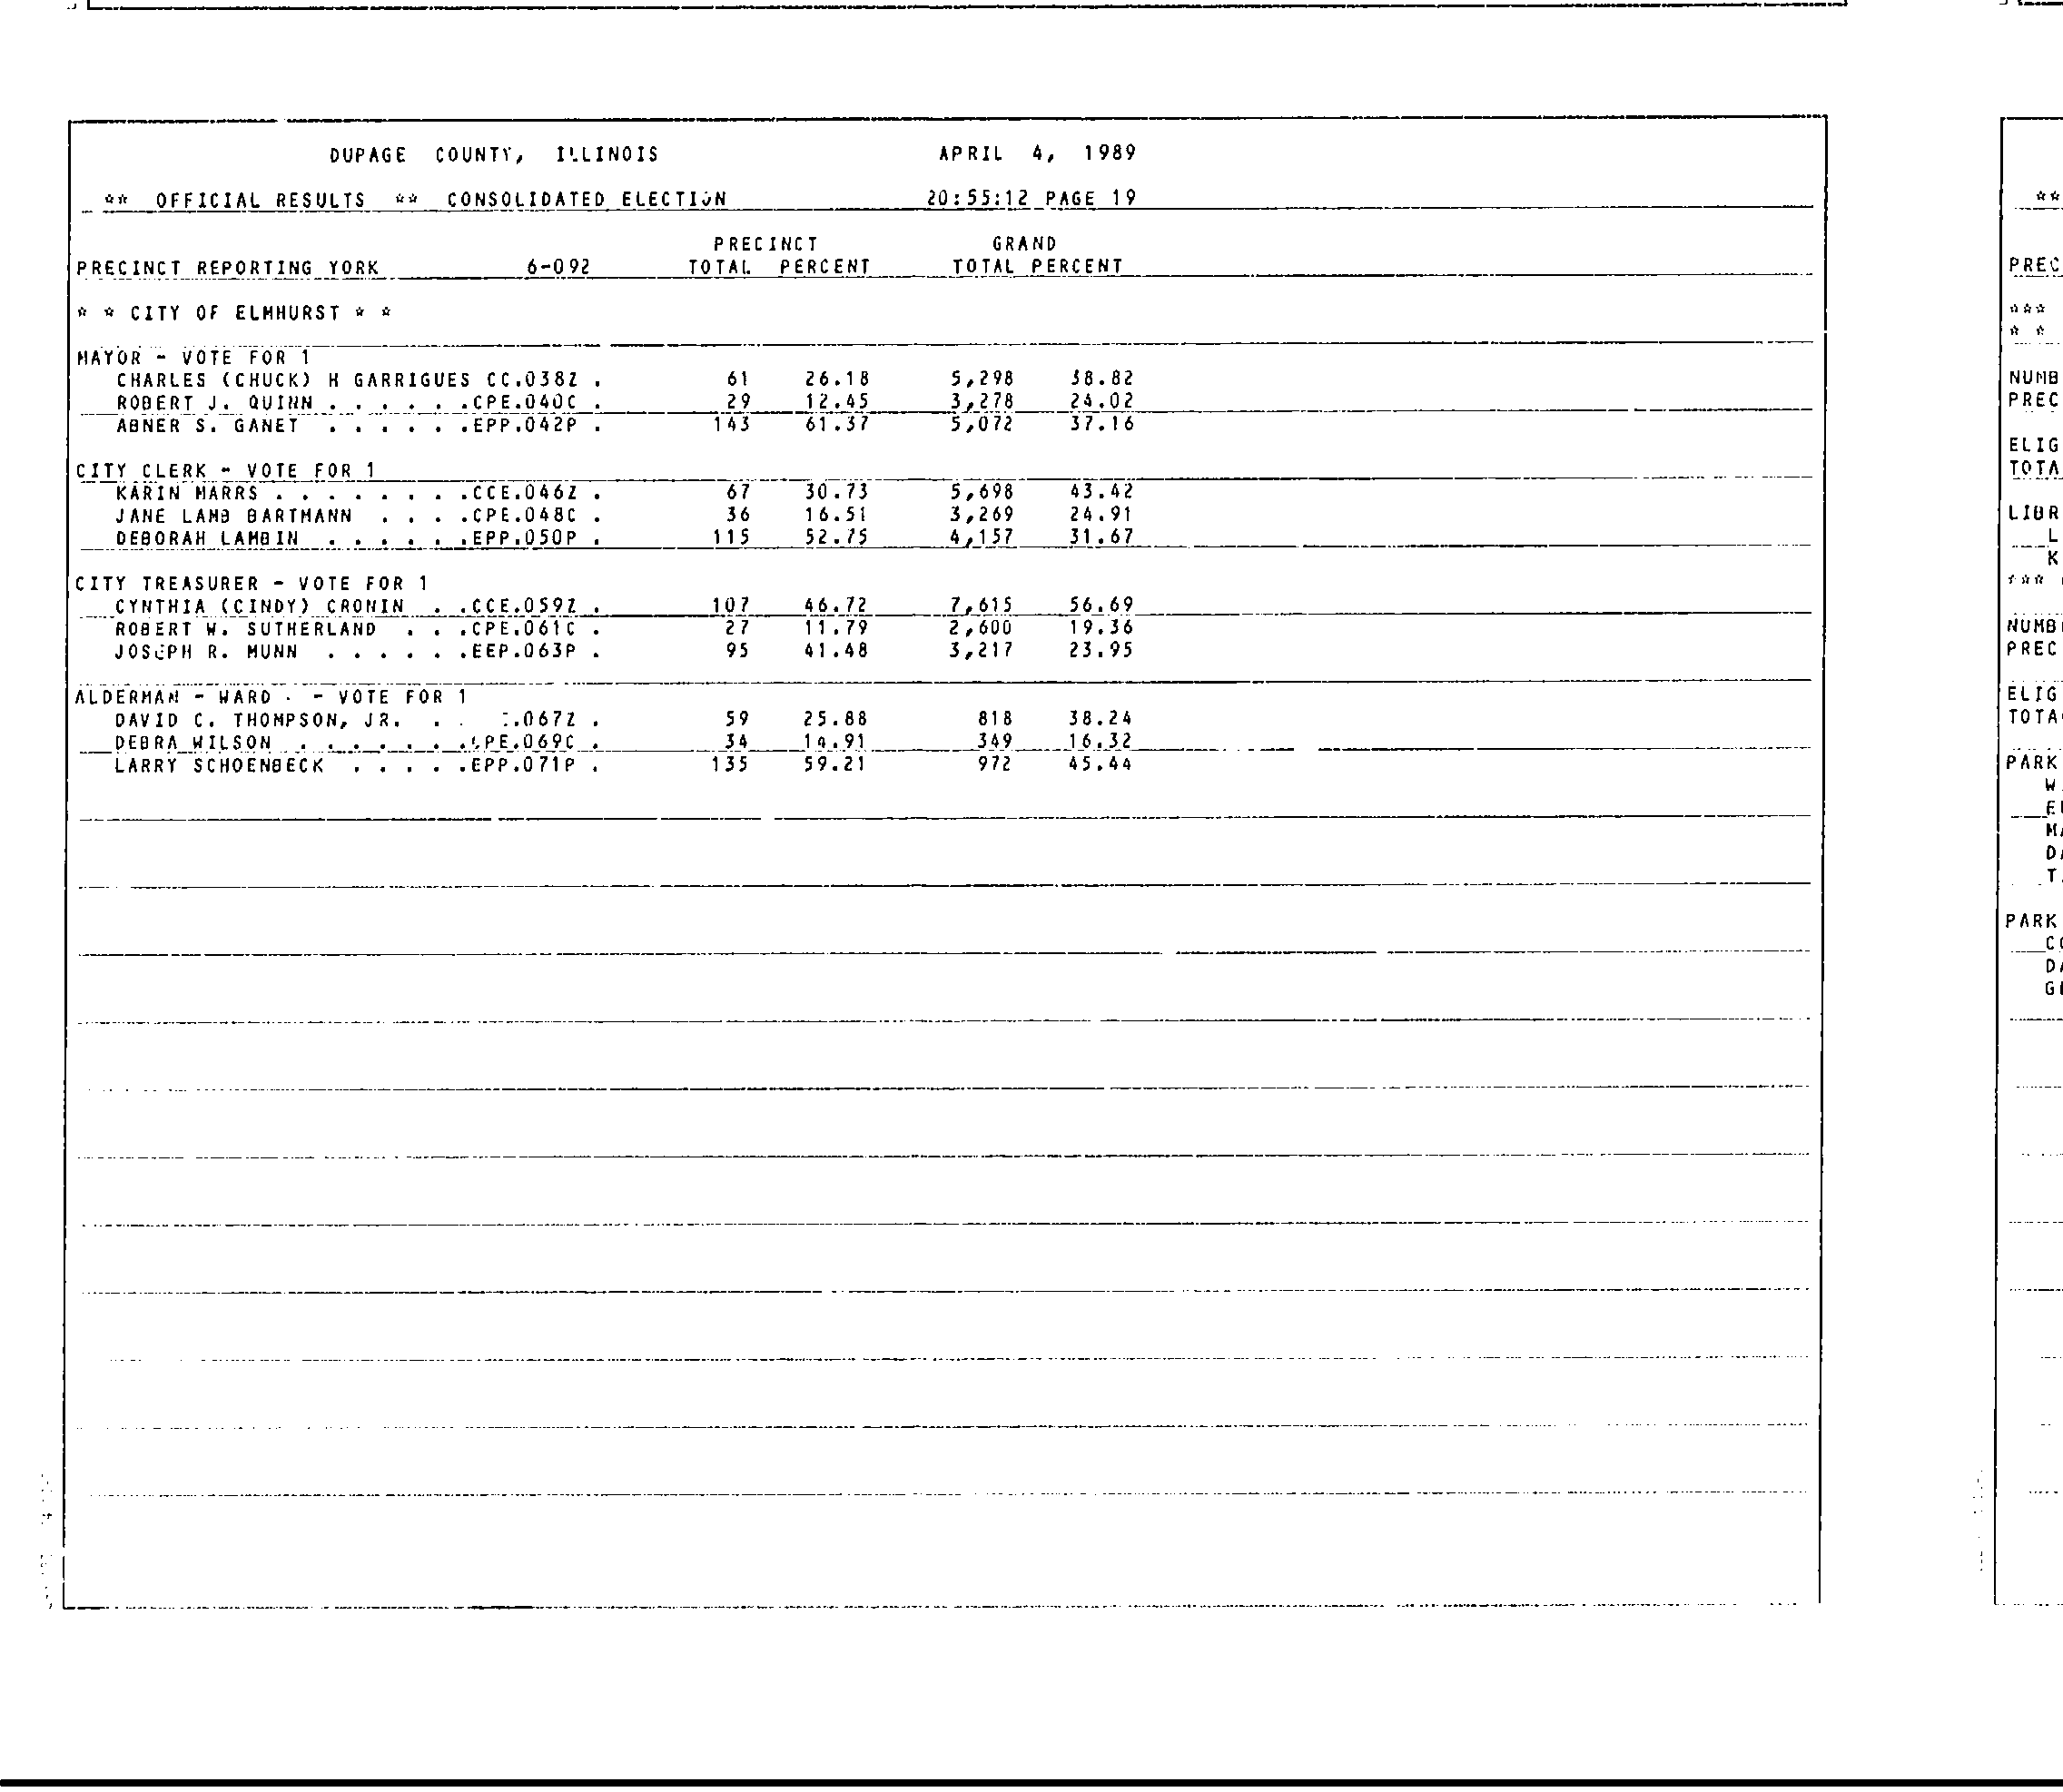 DUPAGE COUNTY, ILLINOIS APRIL 4, 1989
** OFFICIAL RESULTS ** CONSOLIDATED ELECTION 20:55:12 PAGE 19
PRECINCT GRAND
PRECINCT REPORTING YORK 6-092 TOTAL PERCENT TOTAL PERCENT
* * CITY OF ELMHURST * *
MAYOR - VOTE FOR 1
CHARLES (CHUCK) H GARRIGUES CC.038Z . 61 26.18 5,298 38.82
ROBERT J. QUINN . . . . . .CPE.040C . 29 12.45 3,278 24.02
ABNER S. GANET . . . . . .EPP.042P . 143 61.37 5,072 37.16
CITY CLERK - VOTE FOR 1
KARIN MARRS . . . . . . . .CCE.046Z . 67 30.73 5,698 43.42
JANE LAMB BARTMANN . . . .CPE.048C . 36 16.51 3,269 24.91
DEBORAH LAMBIN . . . . . .EPP.050P . 115 52.75 4,157 31.67
CITY TREASURER - VOTE FOR 1
CYNTHIA (CINDY) CRONIN . .CCE.059Z . 107 46.72 7,615 56.69
ROBERT W. SUTHERLAND . . .CPE.061C . 27 11.79 2,600 19.36
JOSEPH R. MUNN . . . . . .EEP.063P . 95 41.48 3,217 23.95
ALDERMAN - WARD - VOTE FOR 1
DAVID C. THOMPSON, JR. . . .067Z . 59 25.88 818 38.24
DEBRA WILSON . . . . . . .CPE.069C . 34 14.91 349 16.32
LARRY SCHOENBECK . . . . .EPP.071P . 135 59.21 972 45.44
**
PREC
***
* *
NUMB
PREC
ELIG
TOTA
LIBR
L
K
***
NUMB
PREC
ELIG
TOTA
PARK
W
E
MA
DA
T.
PARK
CO
DA
G